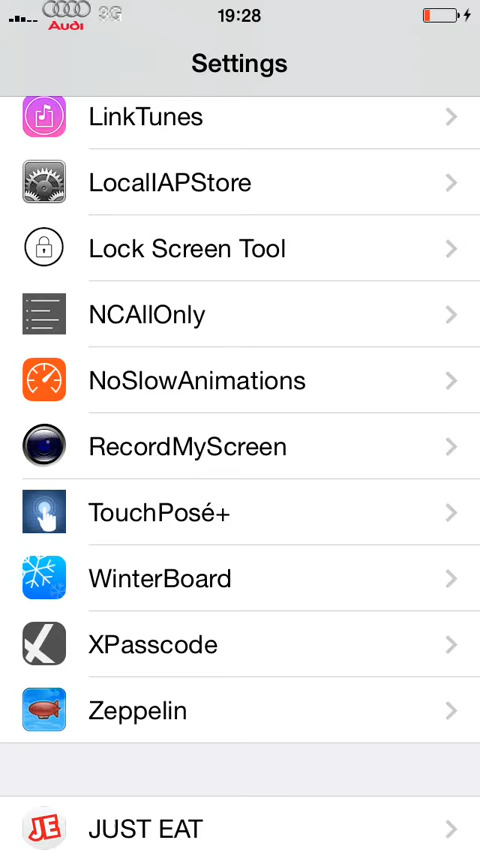 Audi
3G
19:28
Settings
LinkTunes
LocalIAPStore
Lock Screen Tool
NCAllOnly
NoSlowAnimations
RecordMyScreen
TouchPosé+
WinterBoard
XPasscode
Zeppelin
JE JUST EAT